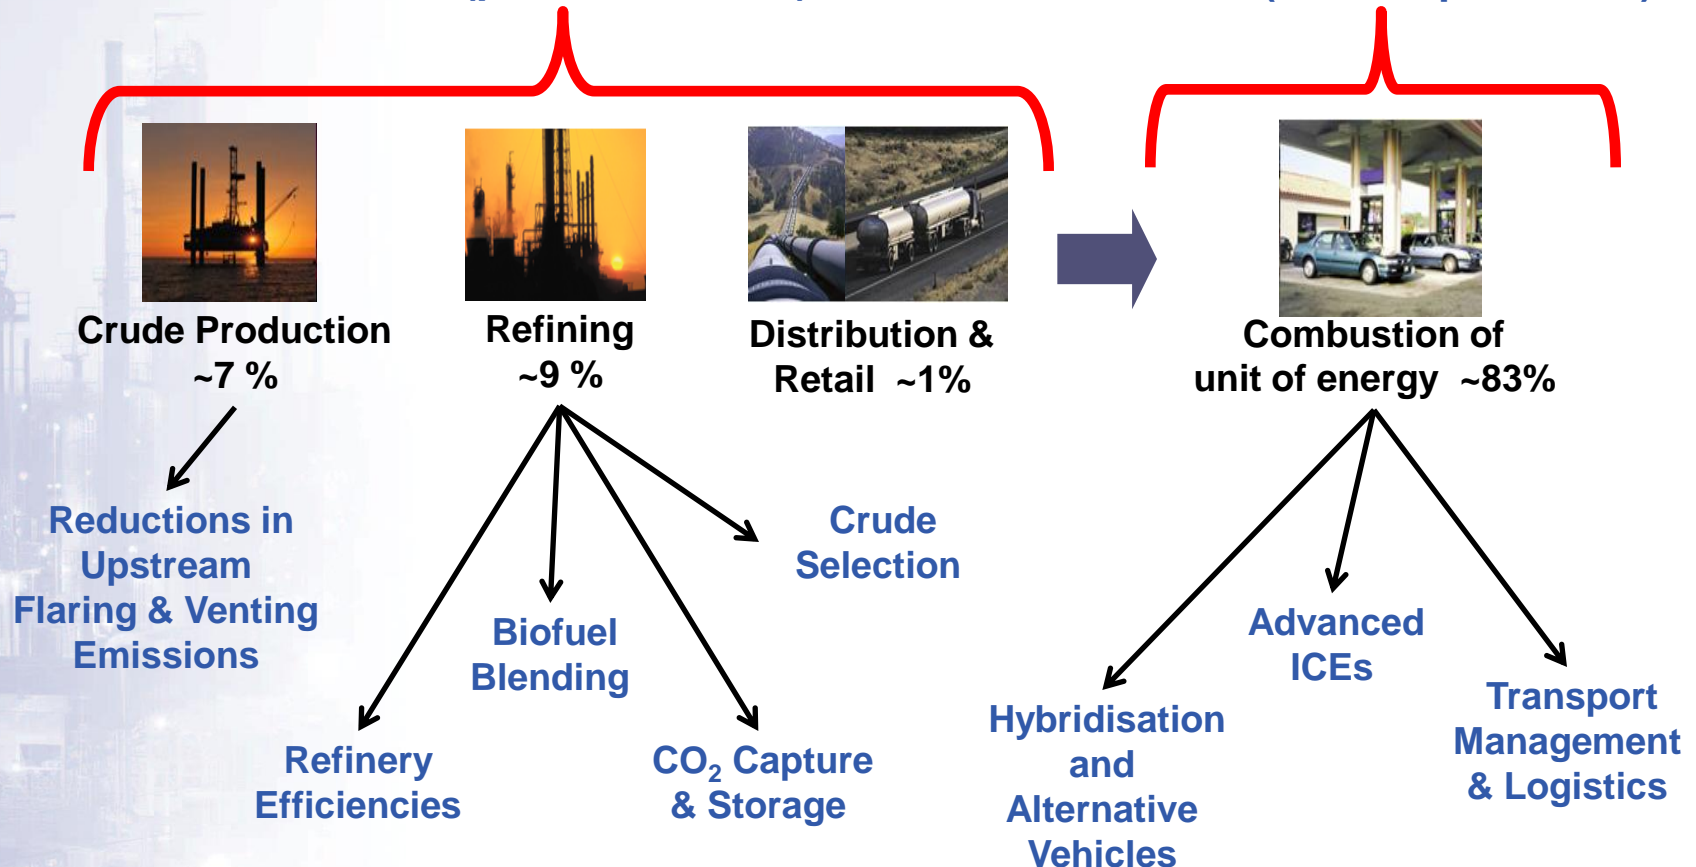 Crude Production
~7 %
Refining
~9 %
Distribution &
Retail ~1%
Combustion of
unit of energy ~83%
Reductions in
Upstream
Flaring & Venting
Emissions
Refinery
Efficiencies
Biofuel
Blending
CO₂ Capture
& Storage
Crude
Selection
Hybridisation
and
Alternative
Vehicles
Advanced
ICEs
Transport
Management
& Logistics